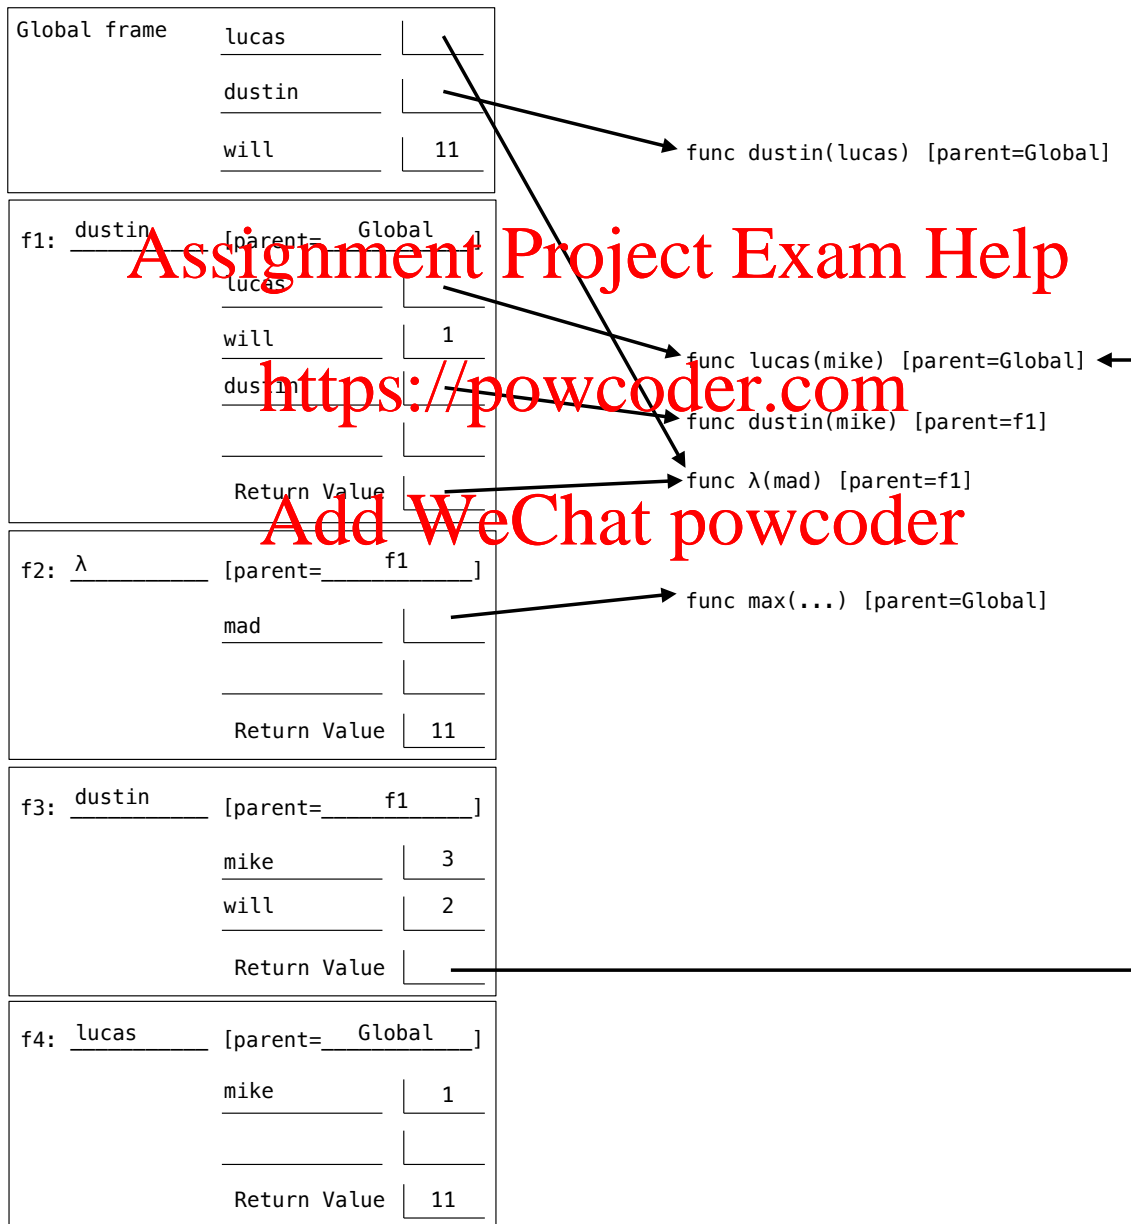 Global frame
lucas
dustin
will 11
func dustin(lucas) [parent=Global]
f1: dustin [parent= Global ]
Assignment Project Exam Help
lucas
will 1
func lucas(mike) [parent=Global]
dustin
https://powcoder.com
func dustin(mike) [parent=f1]
func λ(mad) [parent=f1]
Return Value
Add WeChat powcoder
f2: λ [parent= f1 ]
func max(...) [parent=Global]
mad
Return Value 11
f3: dustin [parent= f1 ]
mike 3
will 2
Return Value
f4: lucas [parent= Global ]
mike 1
Return Value 11